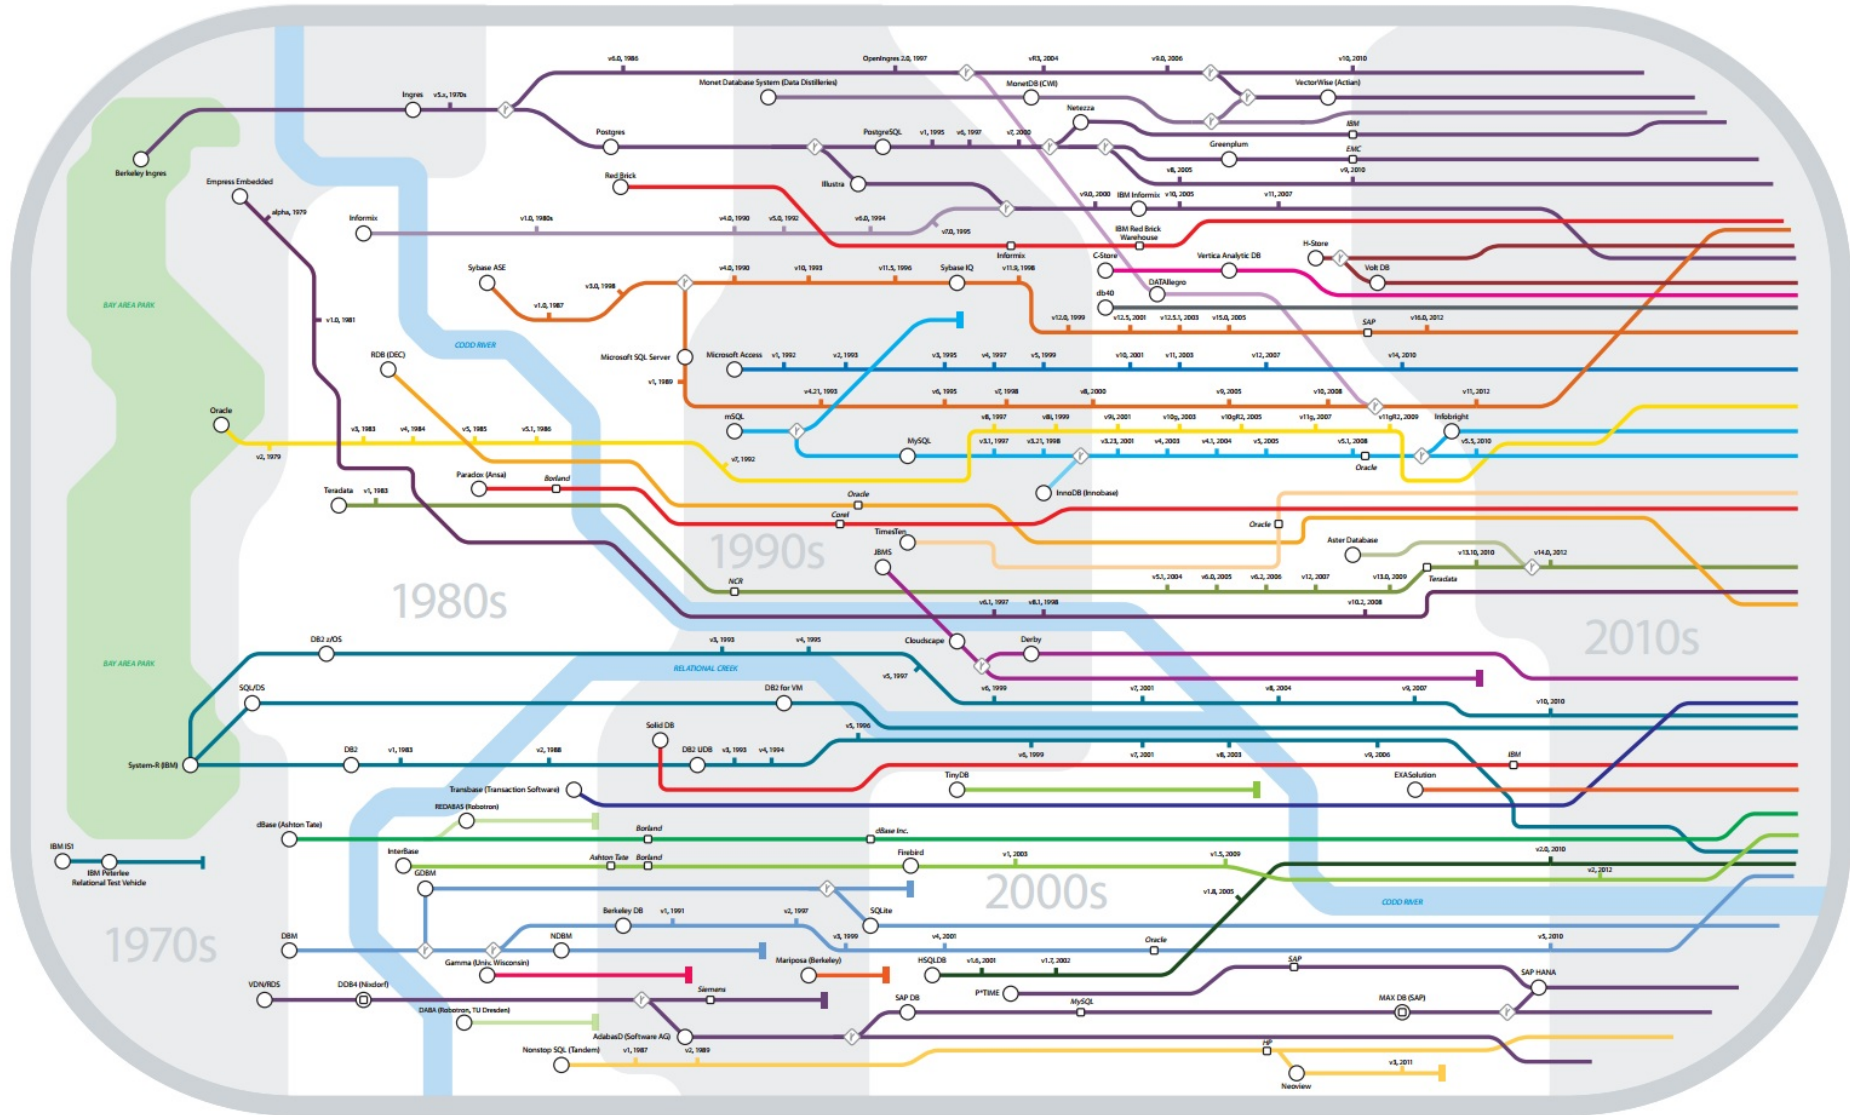 v6.0, 1986
OpenIngres 2.0, 1997
vR3, 2004
v9.0, 2006
v10, 2010
Monet Database System (Data Distilleries)
MonetDB (CWI)
VectorWise (Actian)
Ingres
v5.x, 1970s
Netezza
IBM
Postgres
PostgreSQL
v1, 1995
v6, 1997
v7, 2000
Greenplum
EMC
Berkeley Ingres
Empress Embedded
Red Brick
Illustra
v8, 2005
v9, 2010
alpha, 1979
Informix
v1.0, 1980s
v4.0, 1990
v5.0, 1992
v6.0, 1994
v7.0, 1995
v9.0, 2000
IBM Informix
v10, 2005
v11, 2007
IBM Red Brick
Warehouse
Informix
H-Store
Volt DB
Sybase ASE
v1.0, 1987
v3.0, 1998
v4.0, 1990
v10, 1993
v11.5, 1996
Sybase IQ
v11.9, 1998
C-Store
Vertica Analytic DB
DATAllegro
db40
BAY AREA PARK
v1.0, 1981
v12.0, 1999
v12.5, 2001
v12.5.1, 2003
v15.0, 2005
SAP
v16.0, 2012
CODD RIVER
RDB (DEC)
Microsoft SQL Server
Microsoft Access
v1, 1992
v2, 1993
v3, 1995
v4, 1997
v5, 1999
v10, 2001
v11, 2003
v12, 2007
v14, 2010
v1, 1989
v4.21, 1993
v6, 1995
v7, 1998
v8, 2000
v9, 2005
v10, 2008
v11, 2012
Oracle
v2, 1979
v3, 1983
v4, 1984
v5, 1985
v5.1, 1986
v7, 1992
mSQL
v8, 1997
v8i, 1999
v9i, 2001
v10g, 2003
v10gR2, 2005
v11g, 2007
v11gR2, 2009
Infobright
MySQL
v3.1, 1997
v3.21, 1998
v3.23, 2001
v4, 2003
v4.1, 2004
v5, 2005
v5.1, 2008
Oracle
v5.5, 2010
Paradox (Ansa)
Borland
InnoDB (Innobase)
Teradata
v1, 1983
Oracle
Corel
TimesTen
Oracle
1990s
JBMS
Aster Database
v13.10, 2010
v14.0, 2012
NCR
v5.1, 2004
v6.0, 2005
v6.2, 2006
v12, 2007
v13.0, 2009
Teradata
1980s
v6.1, 1997
v8.1, 1998
v10.2, 2008
2010s
DB2 z/OS
v3, 1993
v4, 1995
Cloudscape
Derby
BAY AREA PARK
RELATIONAL CREEK
v5, 1997
SQL/DS
DB2 for VM
v6, 1999
v7, 2001
v8, 2004
v9, 2007
v10, 2010
Solid DB
v5, 1996
System-R (IBM)
DB2
v1, 1983
v2, 1988
DB2 UDB
v3, 1993
v4, 1994
v6, 1999
v7, 2001
v8, 2003
v9, 2006
IBM
Transbase (Transaction Software)
TinyDB
EXASolution
REDABAS (Robotron)
dBase (Ashton Tate)
Borland
dBase Inc.
IBM IS1
IBM Peterlee
Relational Test Vehicle
InterBase
Ashton Tate
Borland
Firebird
v1, 2003
v1.5, 2009
v2.0, 2010
v2, 2012
GDBM
2000s
v1.8, 2005
CODD RIVER
Berkeley DB
v1, 1991
v2, 1997
SQLite
1970s
DBM
NDBM
v3, 1999
v4, 2001
Oracle
v5, 2010
Gamma (Univ. Wisconsin)
Mariposa (Berkeley)
HSQLDB
v1.6, 2001
v1.7, 2002
SAP
SAP HANA
VDN/RDS
DDB4 (Nixdorf)
Siemens
P*TIME
SAP DB
MySQL
MAX DB (SAP)
DABA (Robotron, TU Dresden)
AdabasD (Software AG)
Nonstop SQL (Tandem)
v1, 1987
v2, 1989
HP
Neoview
v3, 2011